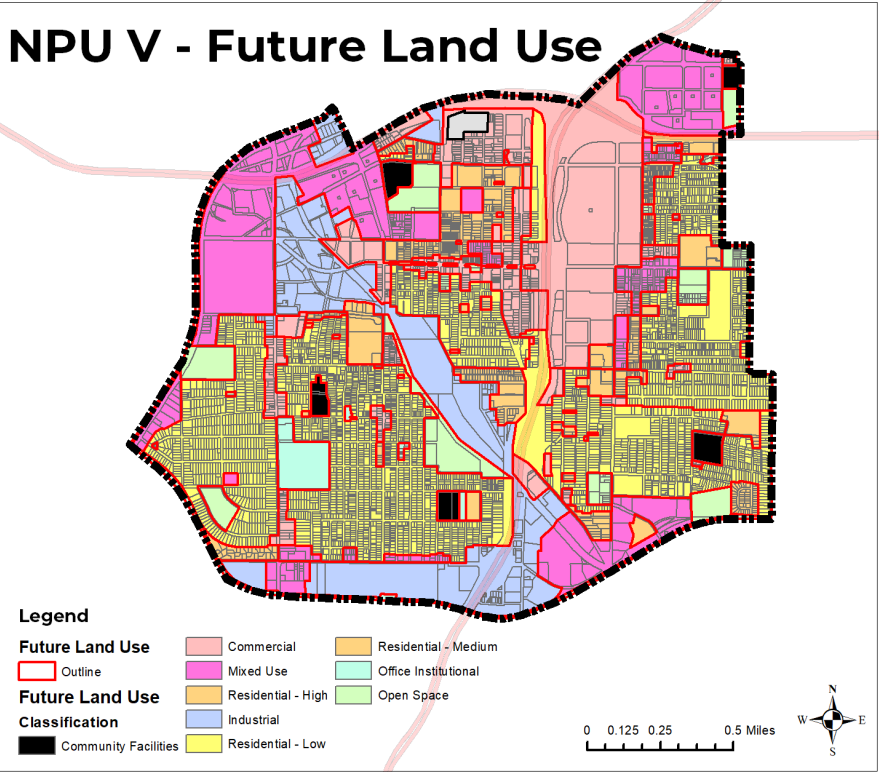 NPU V - Future Land Use
Legend
Future Land Use
Outline
Future Land Use
Classification
Community Facilities
Commercial
Mixed Use
Residential - High
Industrial
Residential - Low
Residential - Medium
Office Institutional
Open Space
0 0.125 0.25 0.5 Miles
N
W E
S